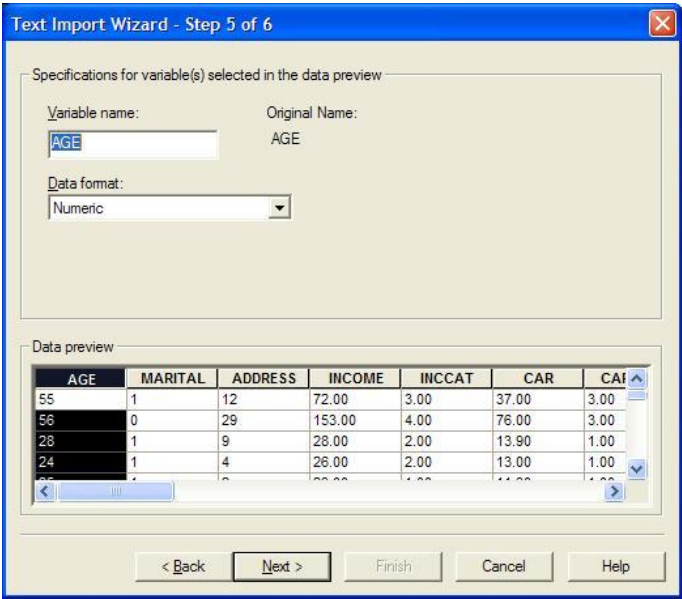 Text Import Wizard - Step 5 of 6
Specifications for variable(s) selected in the data preview
Variable name: Original Name:
AGE AGE
Data format:
Numeric
Data preview
AGE MARITAL ADDRESS INCOME INCCAT CAR
55 1 12 72.00 3.00 37.00 3.00
56 0 29 153.00 4.00 76.00 3.00
28 1 9 28.00 2.00 13.90 1.00
24 1 4 26.00 2.00 13.00 1.00
< Back Next > Finish Cancel Help